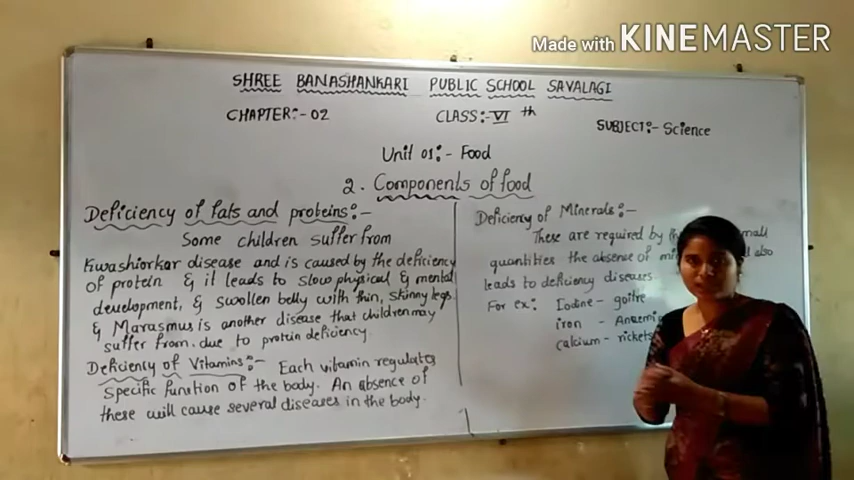 Made with KINEMASTER
SHREE BANASHANKARI PUBLIC SCHOOL SAVALAGI
CHAPTER:- 02 CLASS:- VI th SUBJECT:- Science
Unit 01:- Food
2. Components of food
Deficiency of fats and proteins:-
Some children suffer from
Kwashiorkar disease and is caused by the deficiency
of protein & it leads to slow physical & mental
development, & swollen belly with thin, skinny legs
& Marasmus is another disease that children may
suffer from. due to protein deficiency.
Deficiency of Vitamins:- Each vitamin regulates
specific function of the body. An absence of
these will cause several diseases in the body.
Deficiency of Minerals:-
These are required by small
quantities the absence of also
leads to deficiency diseases
For ex: Iodine - goitre
iron - Anaemia
calcium - rickets